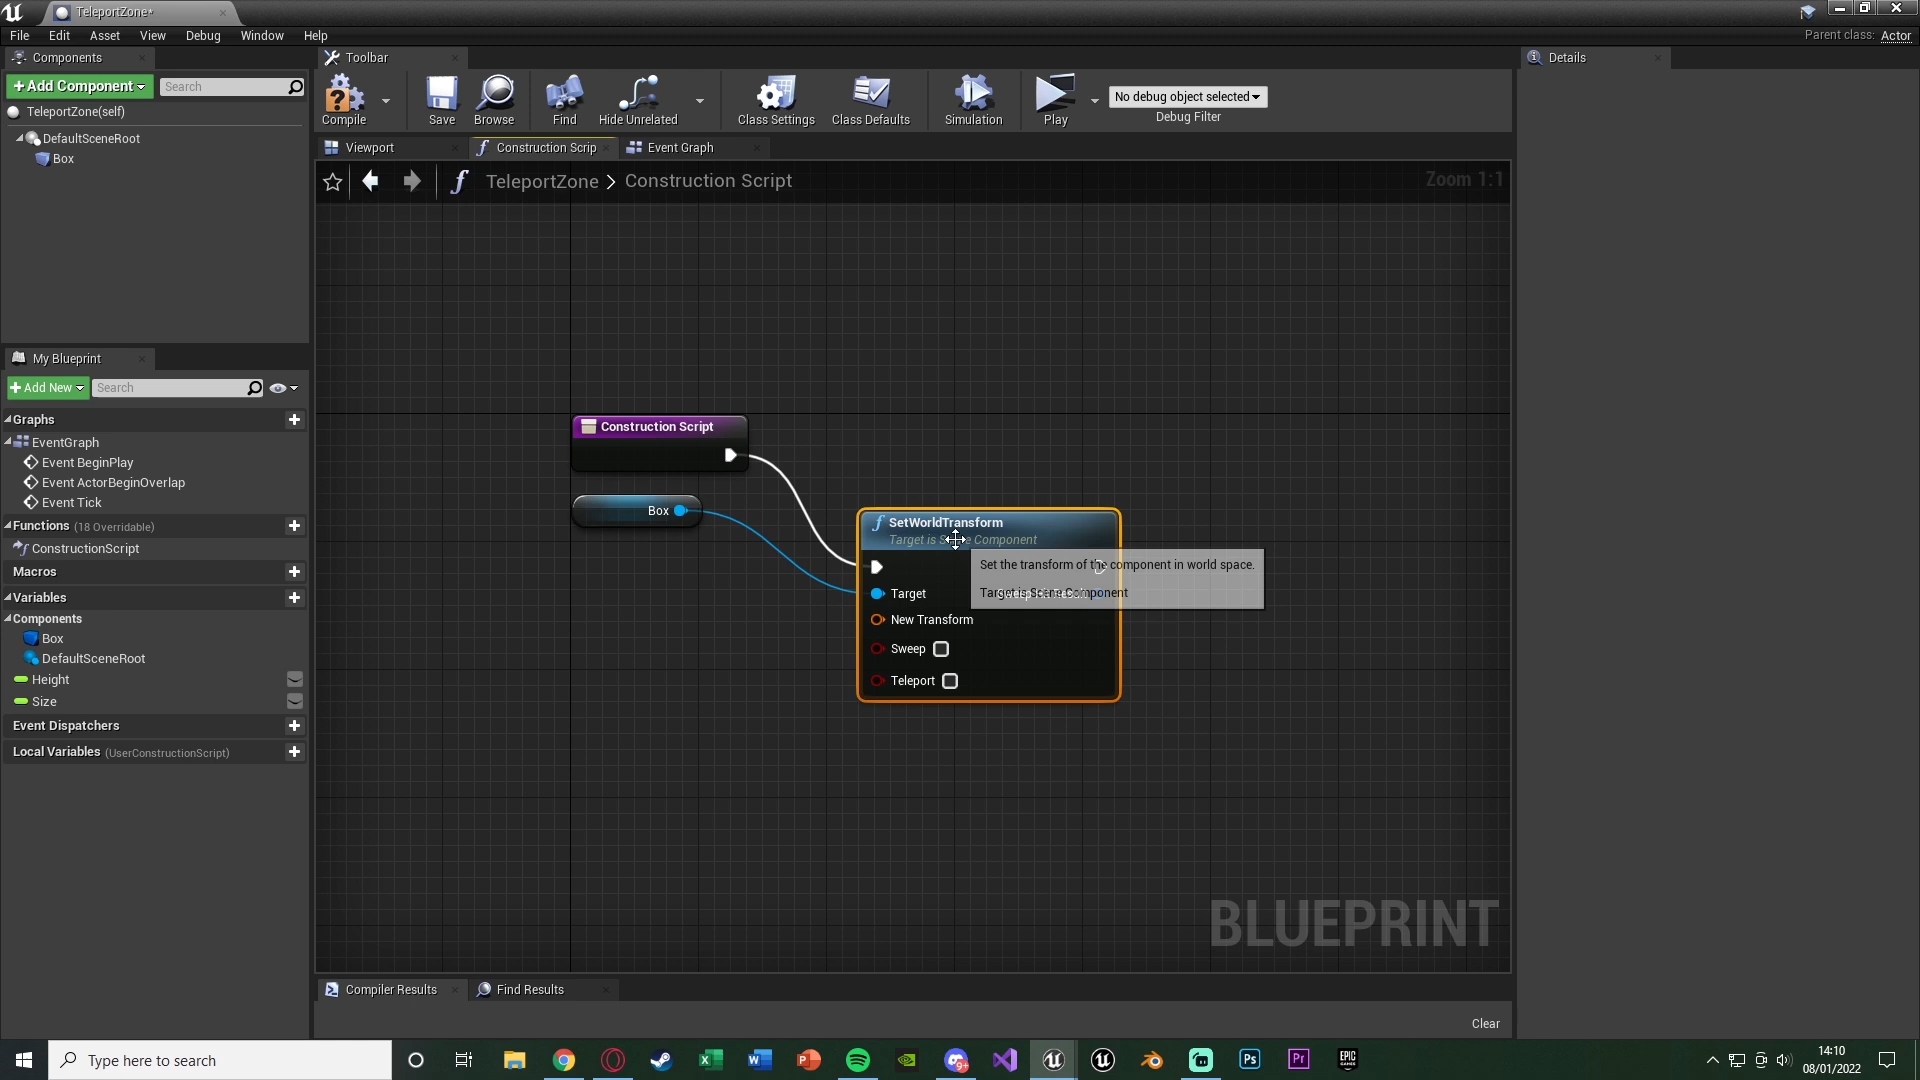 TeleportZone*
File Edit Asset View Debug Window Help
Parent class: Actor
Components
+ Add Component
Search
TeleportZone(self)
DefaultSceneRoot
Box
My Blueprint
+ Add New
Search
Graphs
EventGraph
Event BeginPlay
Event ActorBeginOverlap
Event Tick
Functions (18 Overridable)
ConstructionScript
Macros
Variables
Components
Box
DefaultSceneRoot
Height
Size
Event Dispatchers
Local Variables (UserConstructionScript)
Toolbar
Compile
Save
Browse
Find
Hide Unrelated
Class Settings
Class Defaults
Simulation
Play
No debug object selected
Debug Filter
Viewport
Construction Scrip
Event Graph
TeleportZone > Construction Script
Zoom 1:1
Construction Script
Box
SetWorldTransform
Target is Component
Set the transform of the component in world space.
Target is Scene Component
Target
New Transform
Sweep
Teleport
BLUEPRINT
Compiler Results
Find Results
Clear
Details
Type here to search
9+
Ps
Pr
EPIC
GAMES
14:10
08/01/2022